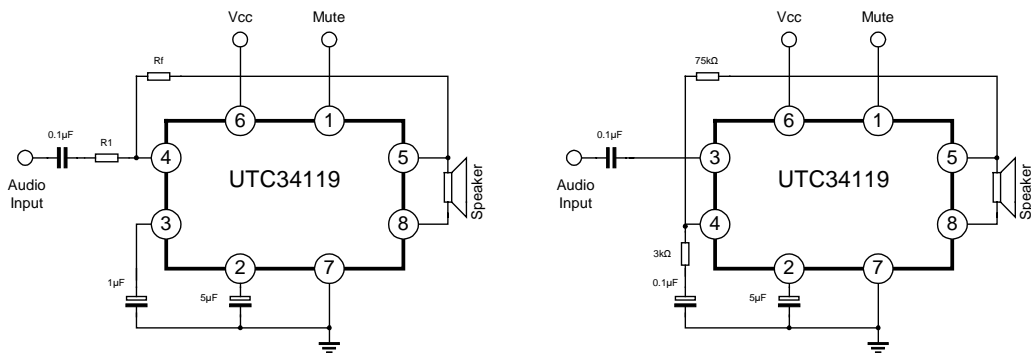 Vcc
Mute
Rf
6
1
0.1µF
R1
4
5
UTC34119
Audio
Input
Speaker
3
8
2
7
1µF
5µF
Vcc
Mute
75kΩ
6
1
0.1µF
3
5
UTC34119
Audio
Input
Speaker
4
8
3kΩ
2
7
0.1µF
5µF